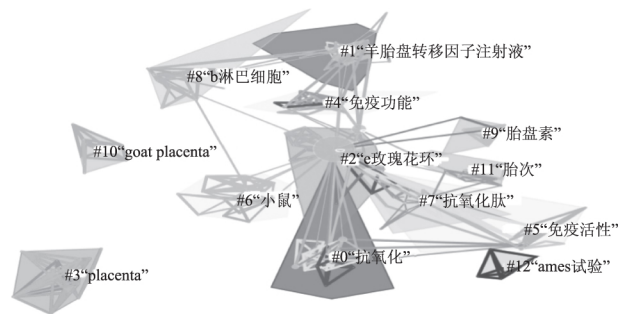 #1“羊胎盘转移因子注射液”
#8“b淋巴细胞”
#4“免疫功能”
#9“胎盘素”
#10“goat placenta”
#2“e玫瑰花环”
#11“胎次”
#6“小鼠”
#7“抗氧化肽”
#5“免疫活性”
#0“抗氧化”
#12“ames试验”
#3“placenta”